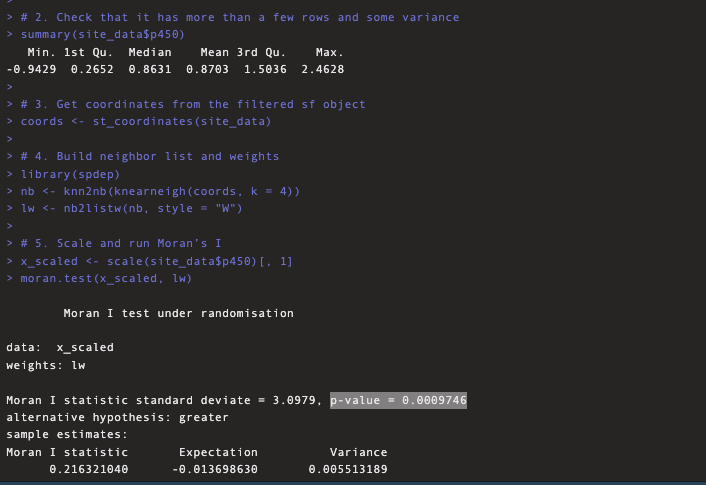 >
> # 2. Check that it has more than a few rows and some variance
> summary(site_data$p450)
   Min. 1st Qu.  Median    Mean 3rd Qu.    Max.
-0.9429  0.2652  0.8631  0.8703  1.5036  2.4628
>
> # 3. Get coordinates from the filtered sf object
> coords <- st_coordinates(site_data)
>
> # 4. Build neighbor list and weights
> library(spdep)
> nb <- knn2nb(knearneigh(coords, k = 4))
> lw <- nb2listw(nb, style = "W")
>
> # 5. Scale and run Moran’s I
> x_scaled <- scale(site_data$p450)[, 1]
> moran.test(x_scaled, lw)

        Moran I test under randomisation

data:  x_scaled
weights: lw

Moran I statistic standard deviate = 3.0979, p-value = 0.0009746
alternative hypothesis: greater
sample estimates:
Moran I statistic       Expectation          Variance
      0.216321040      -0.013698630       0.005513189